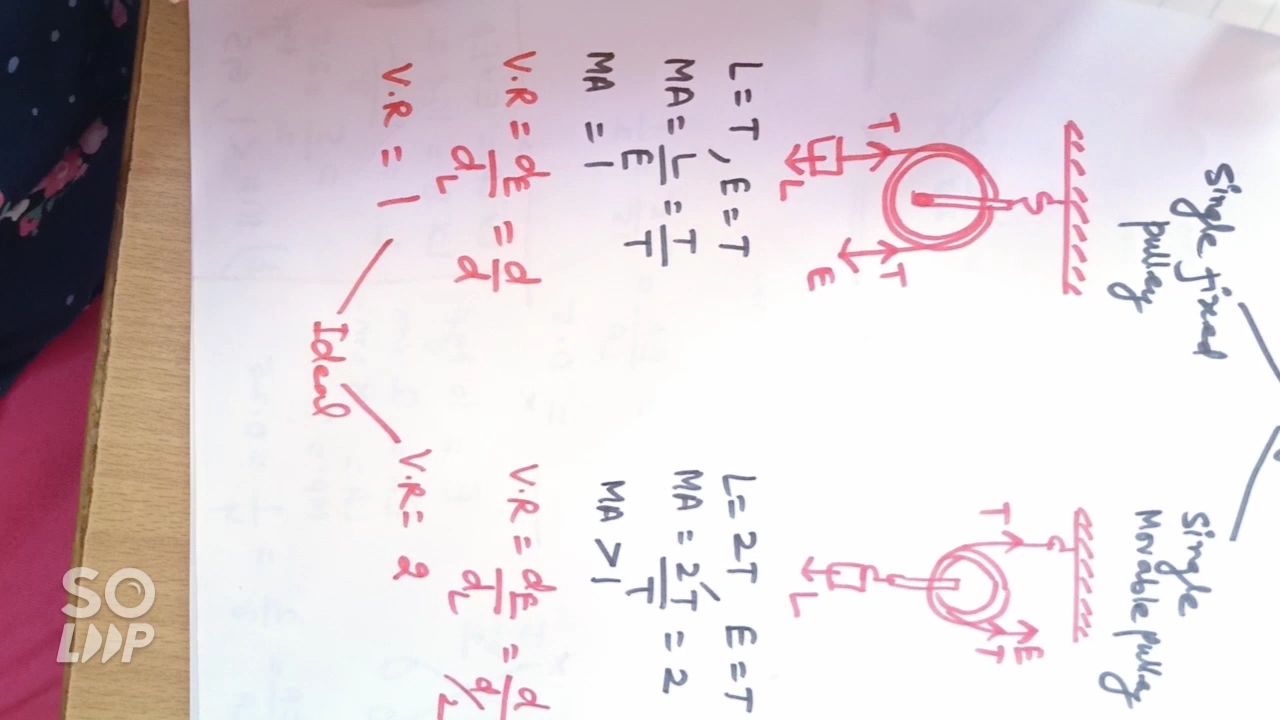 Single fixed
pulley
T
T
L
E
L=T, E=T
MA = L/E = T/T
MA = 1
V.R = dE/dL = d/d
V.R = 1
Single
Movable pulley
T
E
T
L
L=2T E=T
MA = 2T/T = 2
MA > 1
V.R = dE/dL = d/d/2
V.R = 2
Ideal
SO
LOOP